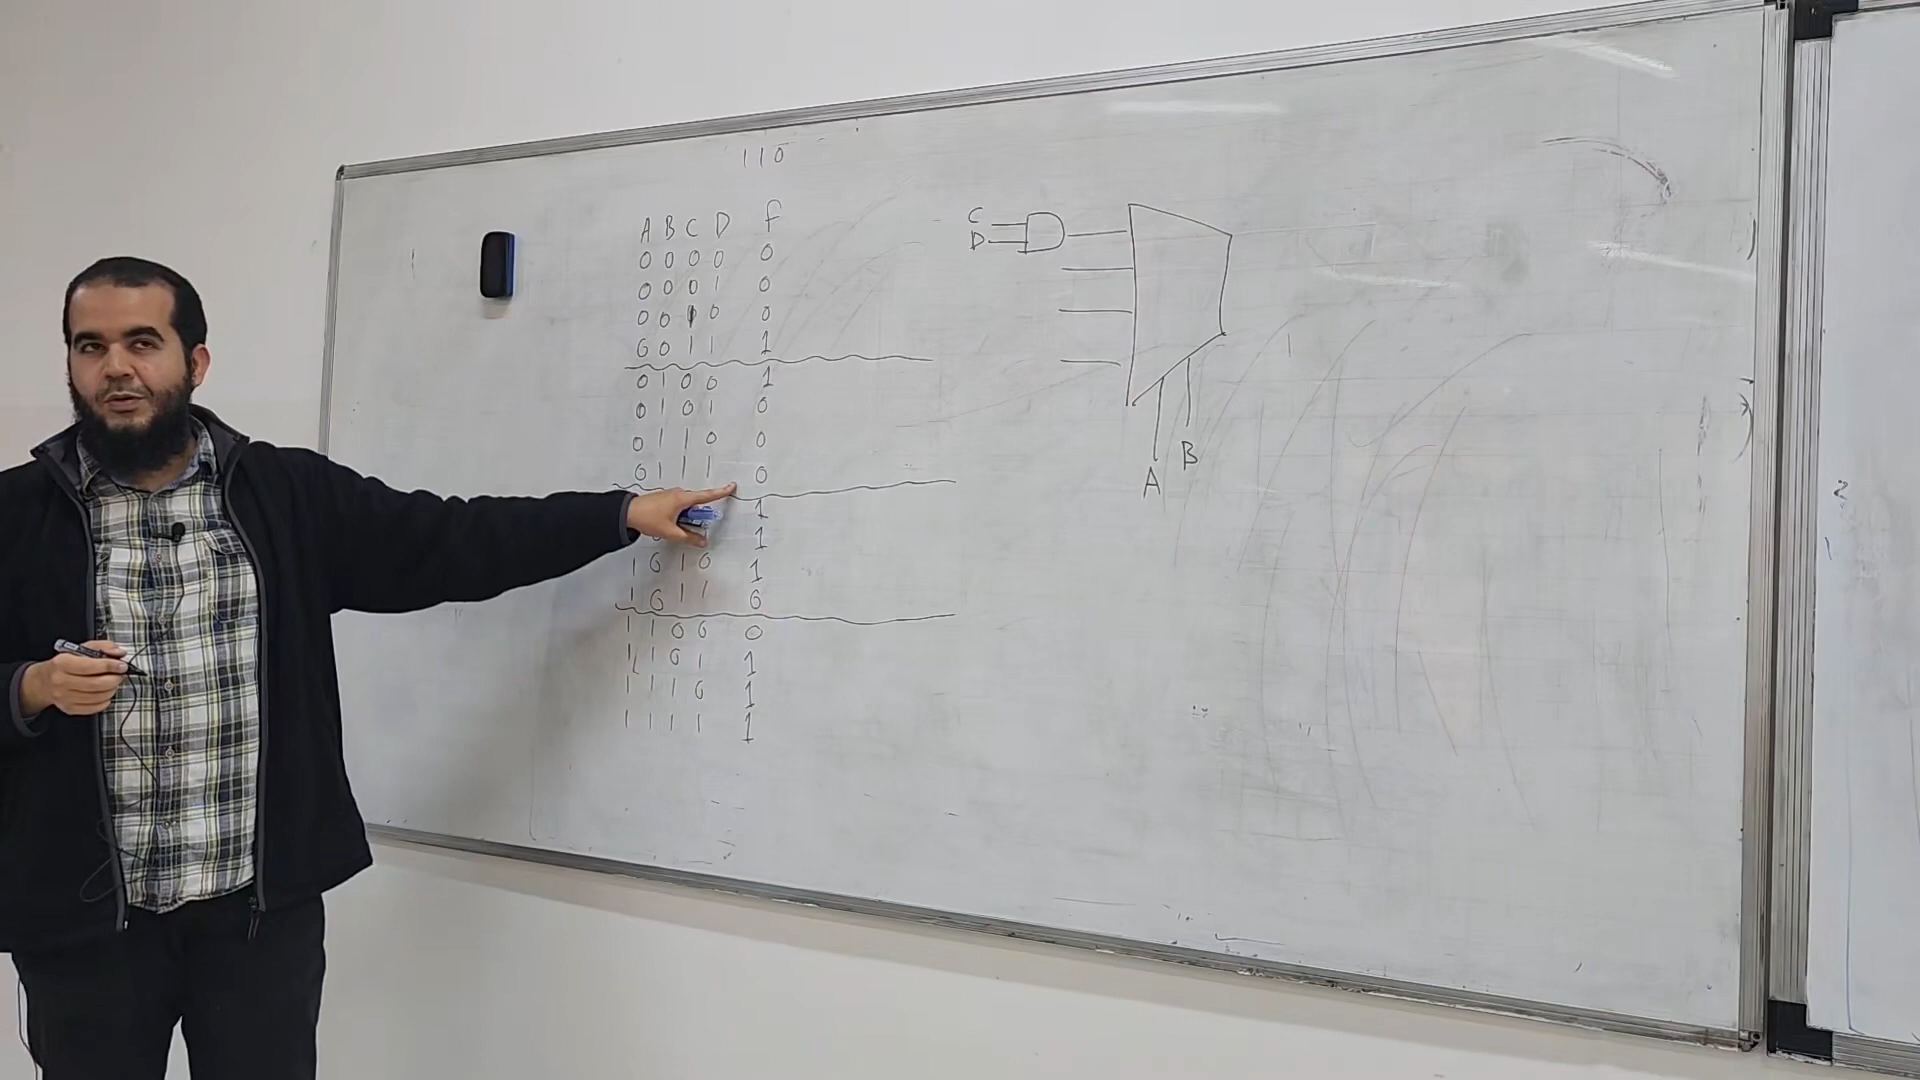 110
A B C D f
0 0 0 0 0
0 0 0 1 0
0 0 1 0 0
0 0 1 1 1
0 1 0 0 1
0 1 0 1 0
0 1 1 0 0
0 1 1 1 0
1
1
1 0 1 0 1
1 0 1 1 0
1 1 0 0 0
1 1 0 1 1
1 1 1 0 1
1 1 1 1 1
C
D
A
B